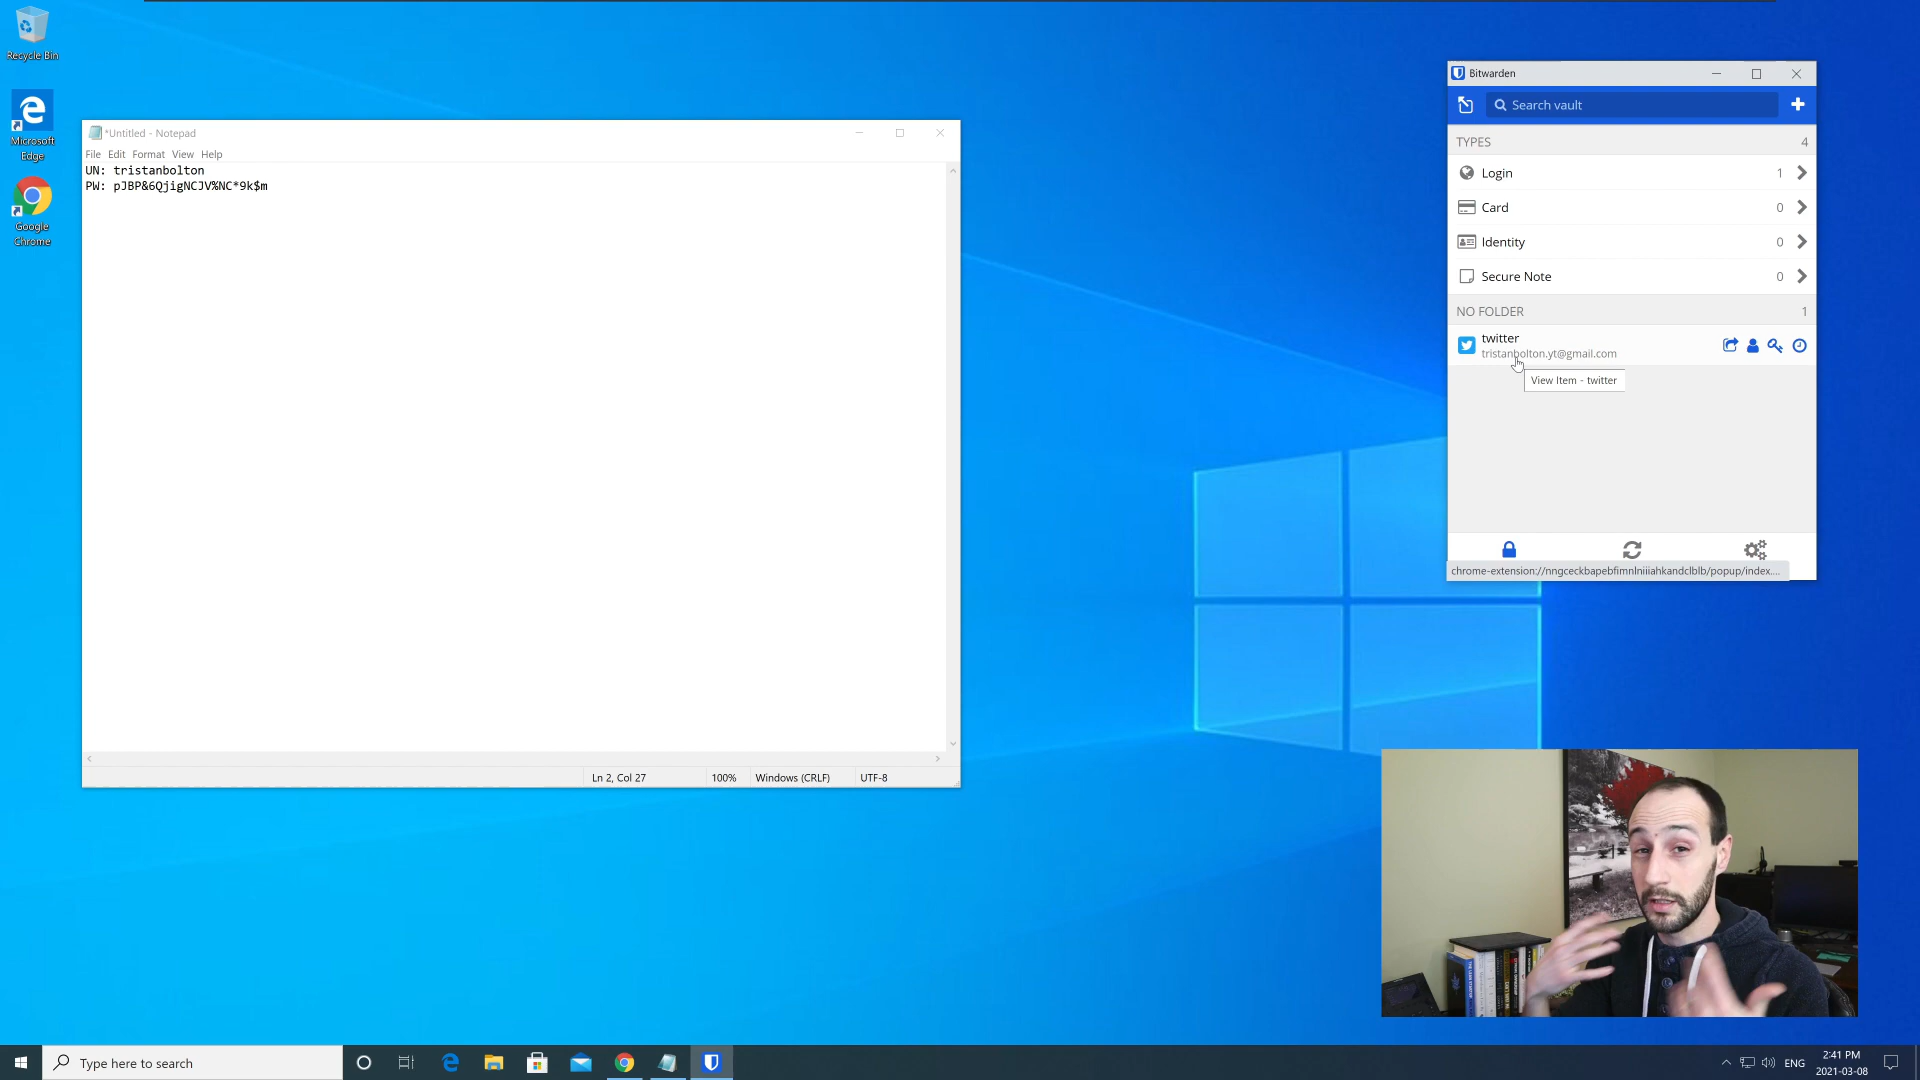 Recycle Bin
Microsoft
Edge
Google
Chrome
*Untitled - Notepad
File Edit Format View Help
UN: tristanbolton
PW: pJBP&6QjigNCJV%NC*9k$m
Ln 2, Col 27 100% Windows (CRLF) UTF-8
Bitwarden
Search vault
TYPES 4
Login 1
Card 0
Identity 0
Secure Note 0
NO FOLDER 1
twitter
tristanbolton.yt@gmail.com
View Item - twitter
chrome-extension://nngceckbapebfimnlniiiahkandclblb/popup/index....
Type here to search
ENG
2:41 PM
2021-03-08